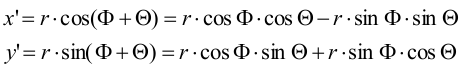 x' = r · cos(Φ + Θ) = r · cos Φ · cos Θ − r · sin Φ · sin Θ
y' = r · sin(Φ + Θ) = r · cos Φ · sin Θ + r · sin Φ · cos Θ